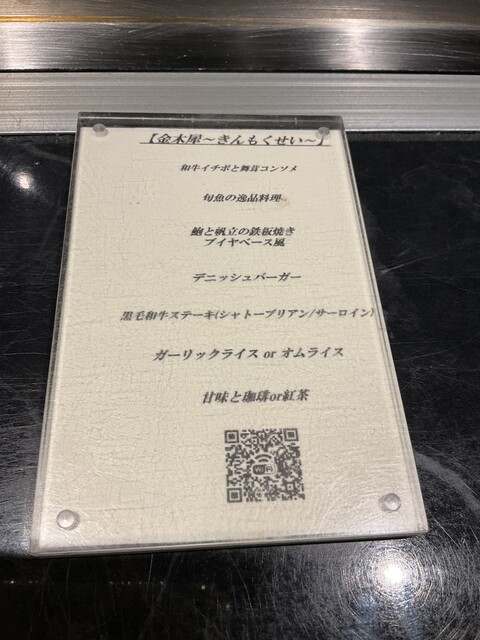 【金木犀～きんもくせい～】
和牛イチボと舞茸コンソメ
旬魚の逸品料理
鮑と帆立の鉄板焼き
ブイヤベース風
デニッシュバーガー
黒毛和牛ステーキ(シャトーブリアン/サーロイン)
ガーリックライス or オムライス
甘味と珈琲or紅茶
WiFi